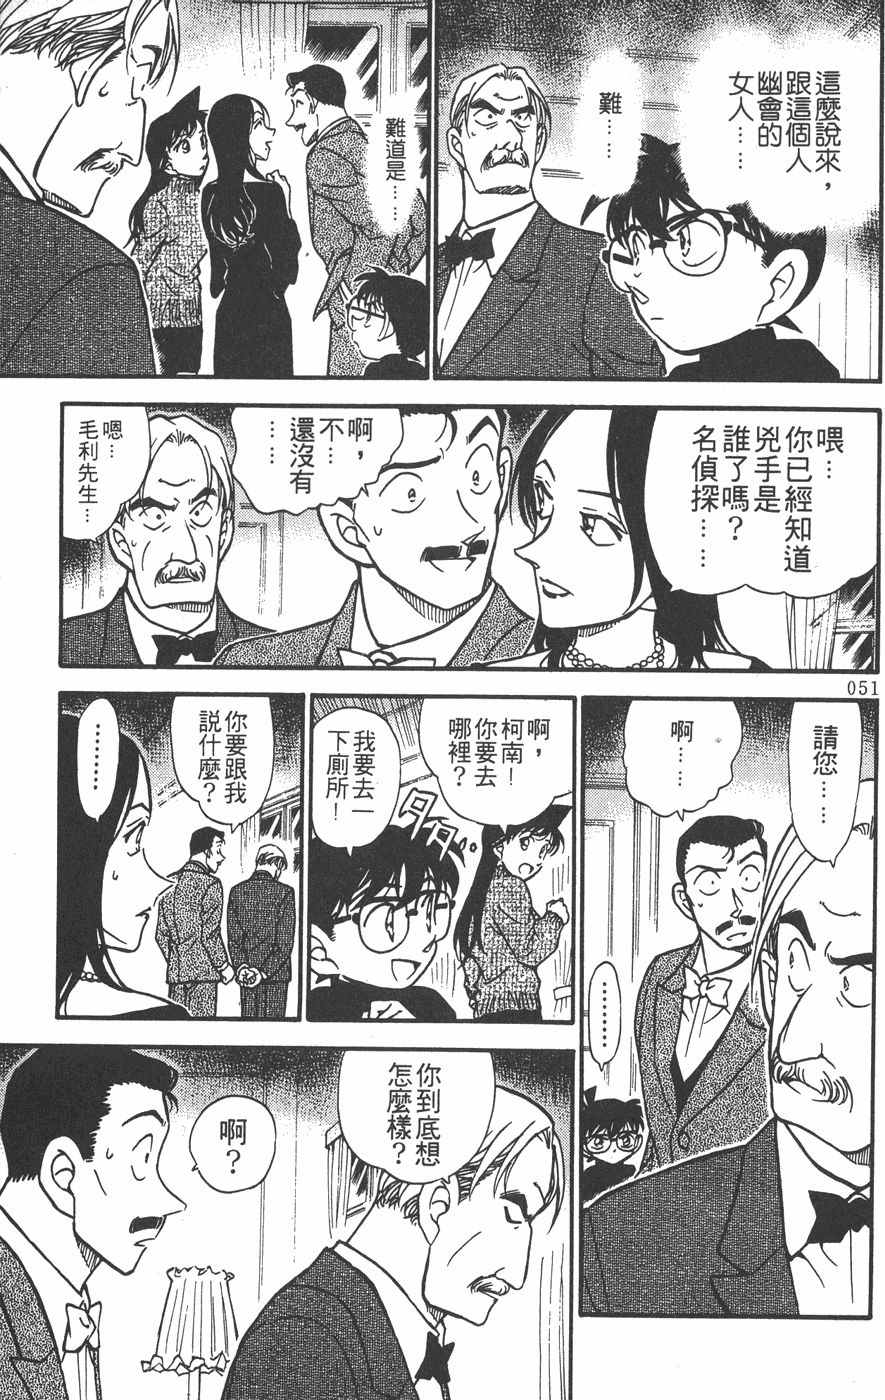 這麼說來，
跟這個人
幽會的
女人……
難……
難道是……
喂…
你已經知道
兇手是
誰了嗎？
名偵探……
啊，
不…
還沒有
……
嗯…
毛利先生…
051
請您……
啊……
………
啊，
柯南！
你要去
哪裡？
我要去一
下廁所！
タタ…
你要跟我
說什麼？
………
你到底想
怎麼樣？
啊？